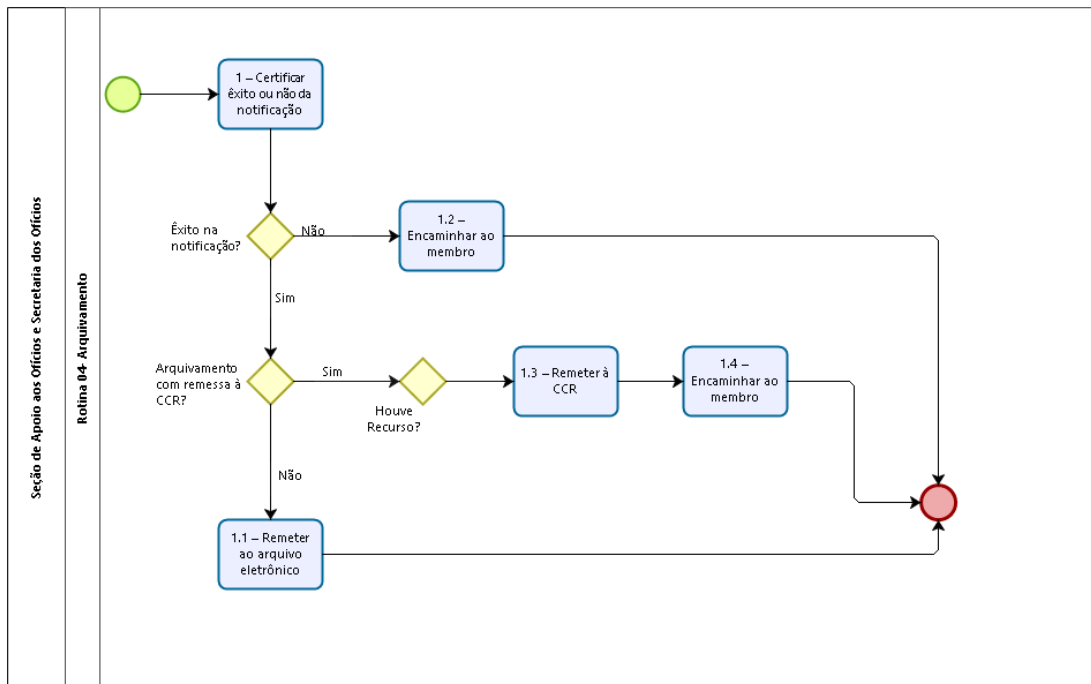 Seção de Apoio aos Ofícios e Secretaria dos Ofícios
Rotina 04- Arquivamento
1 – Certificar
êxito ou não da
notificação
Êxito na
notificação?
Não
1.2 –
Encaminhar ao
membro
Sim
Arquivamento
com remessa à
CCR?
Sim
Houve
Recurso?
1.3 – Remeter à
CCR
1.4 –
Encaminhar ao
membro
Não
1.1 – Remeter
ao arquivo
eletrônico